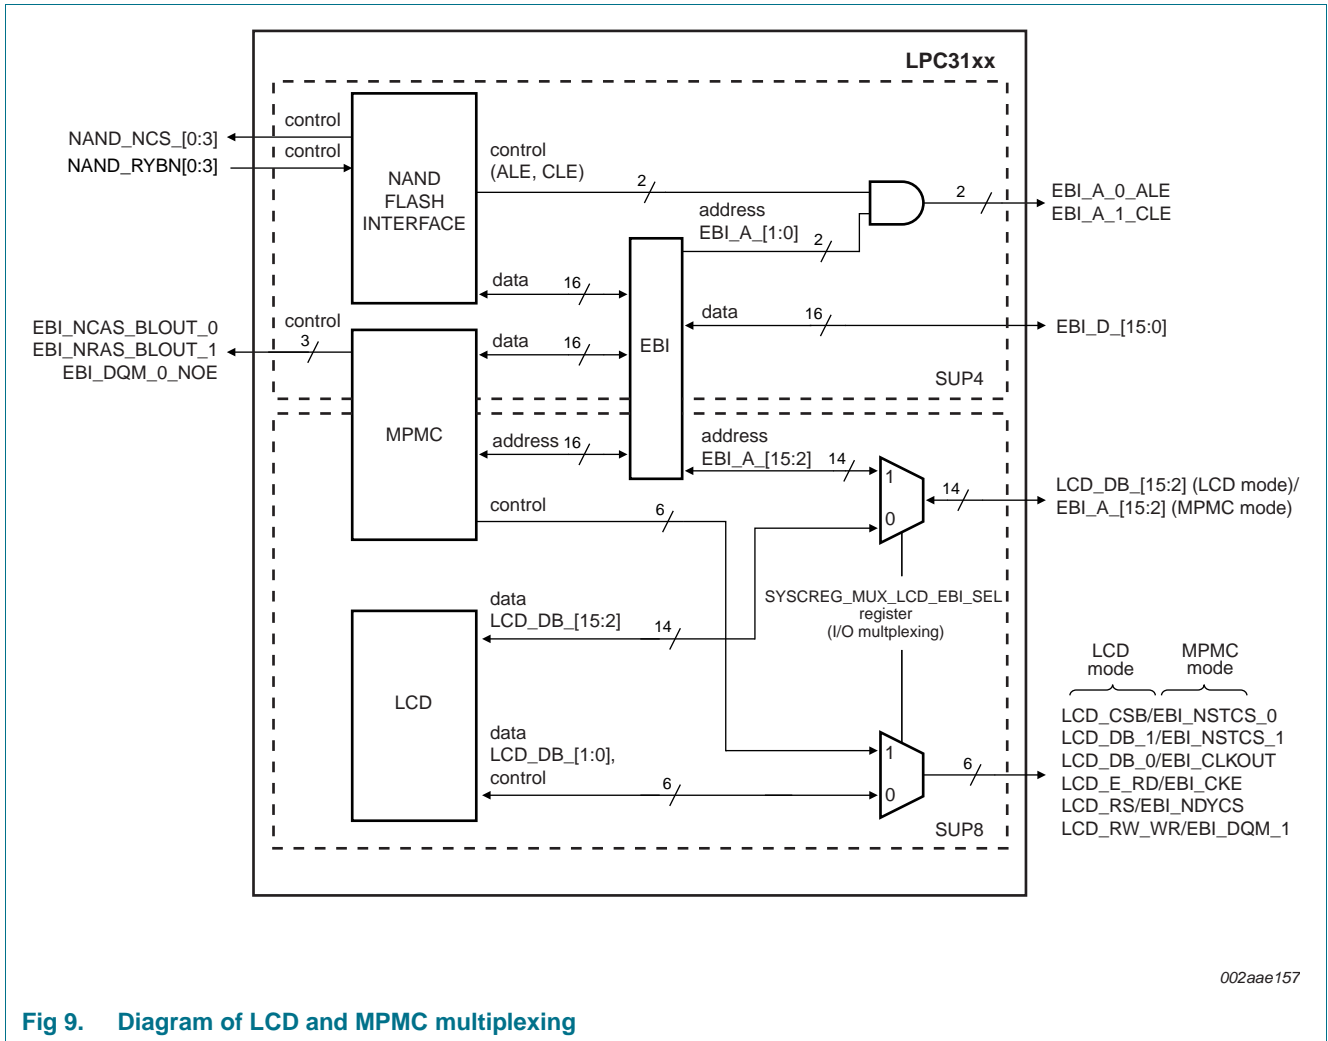 LPC31xx
control
NAND_NCS_[0:3]
control
NAND_RYBN[0:3]
NAND
FLASH
INTERFACE
control
(ALE, CLE)
2
address
EBI_A_[1:0]
2
2
EBI_A_0_ALE
EBI_A_1_CLE
data
16
data
16
EBI_D_[15:0]
EBI_NCAS_BLOUT_0
EBI_NRAS_BLOUT_1
EBI_DQM_0_NOE
control
3
data
16
EBI
SUP4
MPMC
address
16
address
EBI_A_[15:2]
14
1
0
14
LCD_DB_[15:2] (LCD mode)/
EBI_A_[15:2] (MPMC mode)
control
6
SYSCREG_MUX_LCD_EBI_SEL
register
(I/O multplexing)
data
LCD_DB_[15:2]
14
LCD
data
LCD_DB_[1:0],
control
6
1
0
6
SUP8
LCD
mode
MPMC
mode
LCD_CSB/EBI_NSTCS_0
LCD_DB_1/EBI_NSTCS_1
LCD_DB_0/EBI_CLKOUT
LCD_E_RD/EBI_CKE
LCD_RS/EBI_NDYCS
LCD_RW_WR/EBI_DQM_1
002aae157
Fig 9. Diagram of LCD and MPMC multiplexing